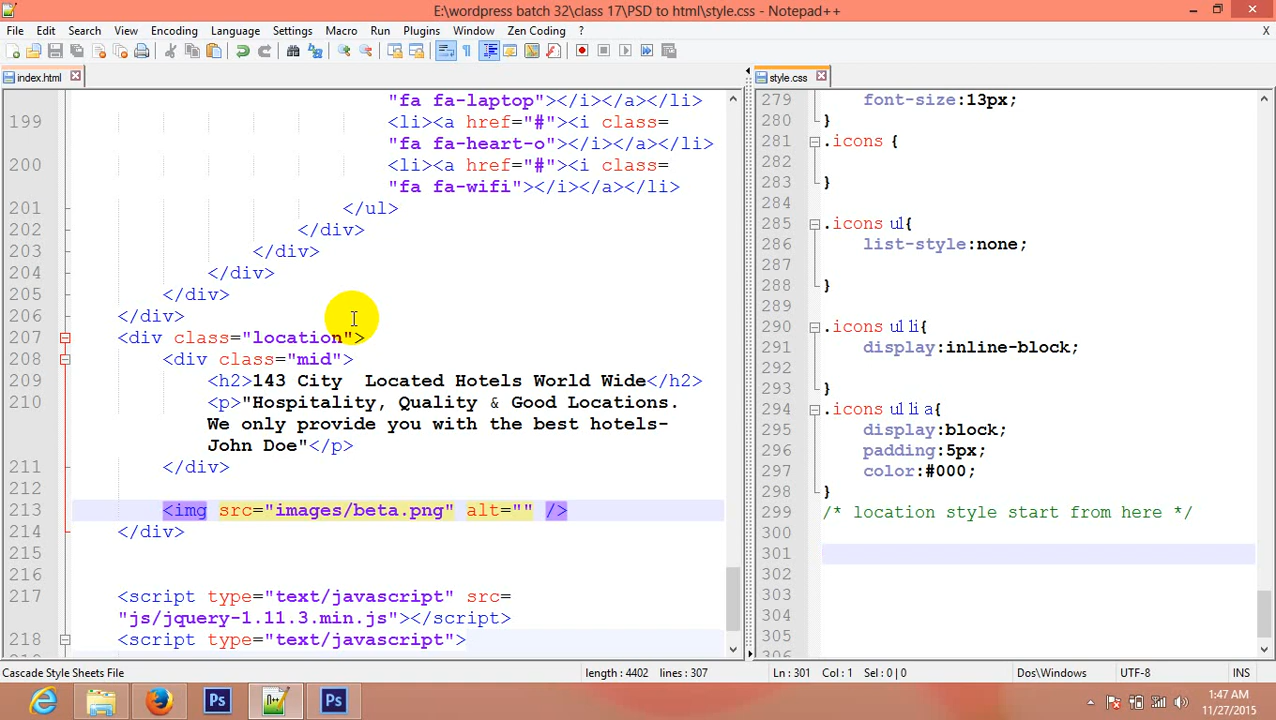 E:\wordpress batch 32\class 17\PSD to html\style.css - Notepad++
File Edit Search View Encoding Language Settings Macro Run Plugins Window Zen Coding ? X
index.html
"fa fa-laptop"></i></a></li>
199 <li><a href="#"><i class=
"fa fa-heart-o"></i></a></li>
200 <li><a href="#"><i class=
"fa fa-wifi"></i></a></li>
201 </ul>
202 </div>
203 </div>
204 </div>
205 </div>
206 </div>
207 <div class="location">
208 <div class="mid">
209 <h2>143 City  Located Hotels World Wide</h2>
210 <p>"Hospitality, Quality & Good Locations.
We only provide you with the best hotels-
John Doe"</p>
211 </div>
212
213 <img src="images/beta.png" alt="" />
214 </div>
215
216
217 <script type="text/javascript" src=
"js/jquery-1.11.3.min.js"></script>
218 <script type="text/javascript">
style.css
279 font-size:13px;
280 }
281 .icons {
282
283 }
284
285 .icons ul{
286 list-style:none;
287
288 }
289
290 .icons ul li{
291 display:inline-block;
292
293 }
294 .icons ul li a{
295 display:block;
296 padding:5px;
297 color:#000;
298 }
299 /* location style start from here */
300
301
302
303
304
305
306
Cascade Style Sheets File length : 4402 lines : 307 Ln : 301 Col : 1 Sel : 0 | 0 Dos\Windows UTF-8 INS
Ps Ps
1:47 AM
11/27/2015